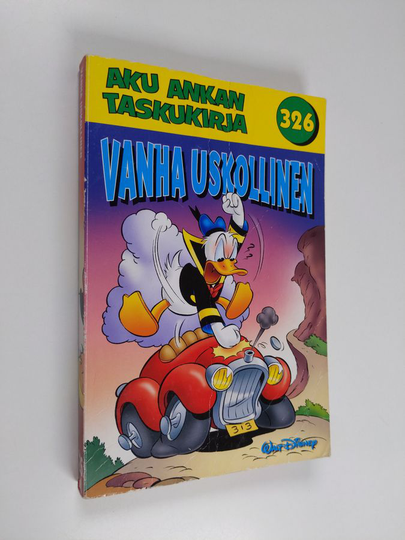 AKU ANKAN
TASKUKIRJA
326
VANHA USKOLLINEN
313
WALT DISNEY